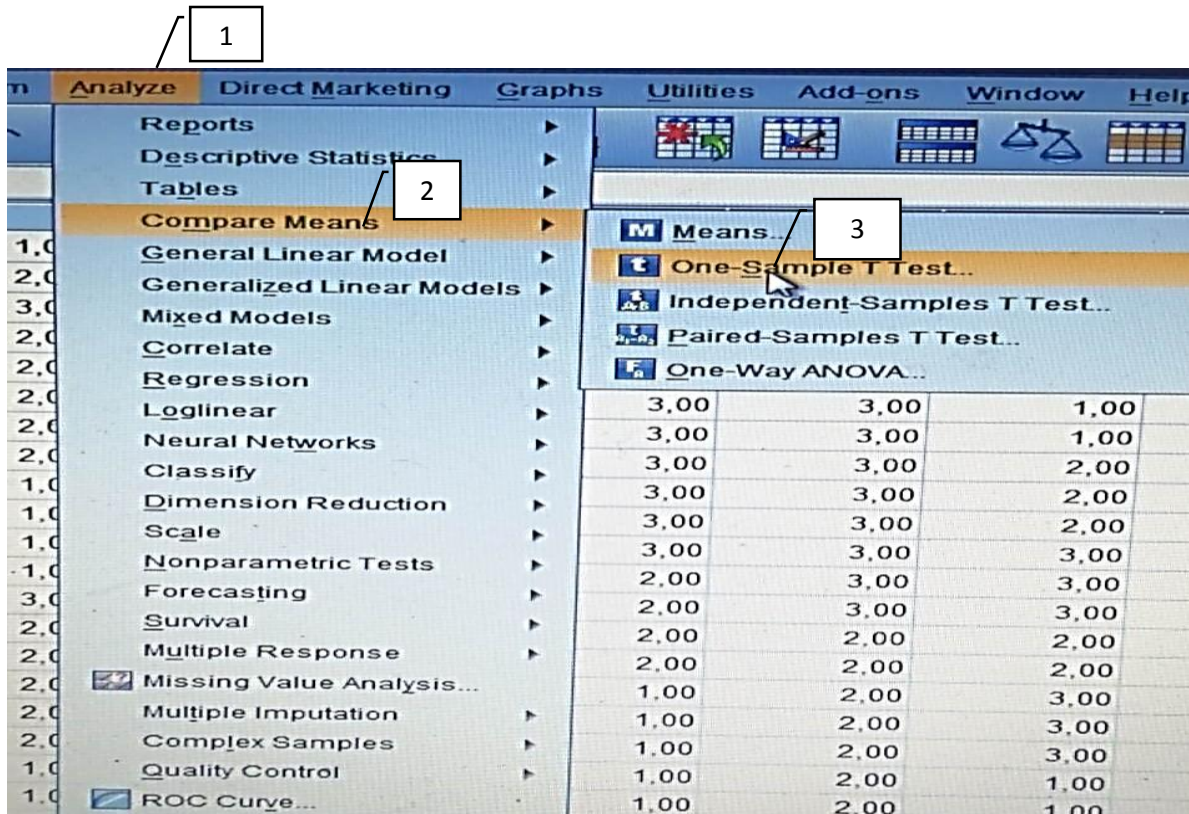 1
Analyze Direct Marketing Graphs Utilities Add-ons Window Help
Reports
Descriptive Statistics
Tables
2
Compare Means
General Linear Model
Generalized Linear Models
Mixed Models
Correlate
Regression
Loglinear
Neural Networks
Classify
Dimension Reduction
Scale
Nonparametric Tests
Forecasting
Survival
Multiple Response
Missing Value Analysis...
Multiple Imputation
Complex Samples
Quality Control
ROC Curve...
M Means...
3
t One-Sample T Test...
Independent-Samples T Test...
Paired-Samples T Test...
One-Way ANOVA...
3,00 3,00 1,00
3,00 3,00 1,00
3,00 3,00 2,00
3,00 3,00 2,00
3,00 3,00 2,00
3,00 3,00 3,00
2,00 3,00 3,00
2,00 3,00 3,00
2,00 2,00 2,00
2,00 2,00 2,00
1,00 2,00 3,00
1,00 2,00 3,00
1,00 2,00 3,00
1,00 2,00 1,00
1,00 2,00 1,00